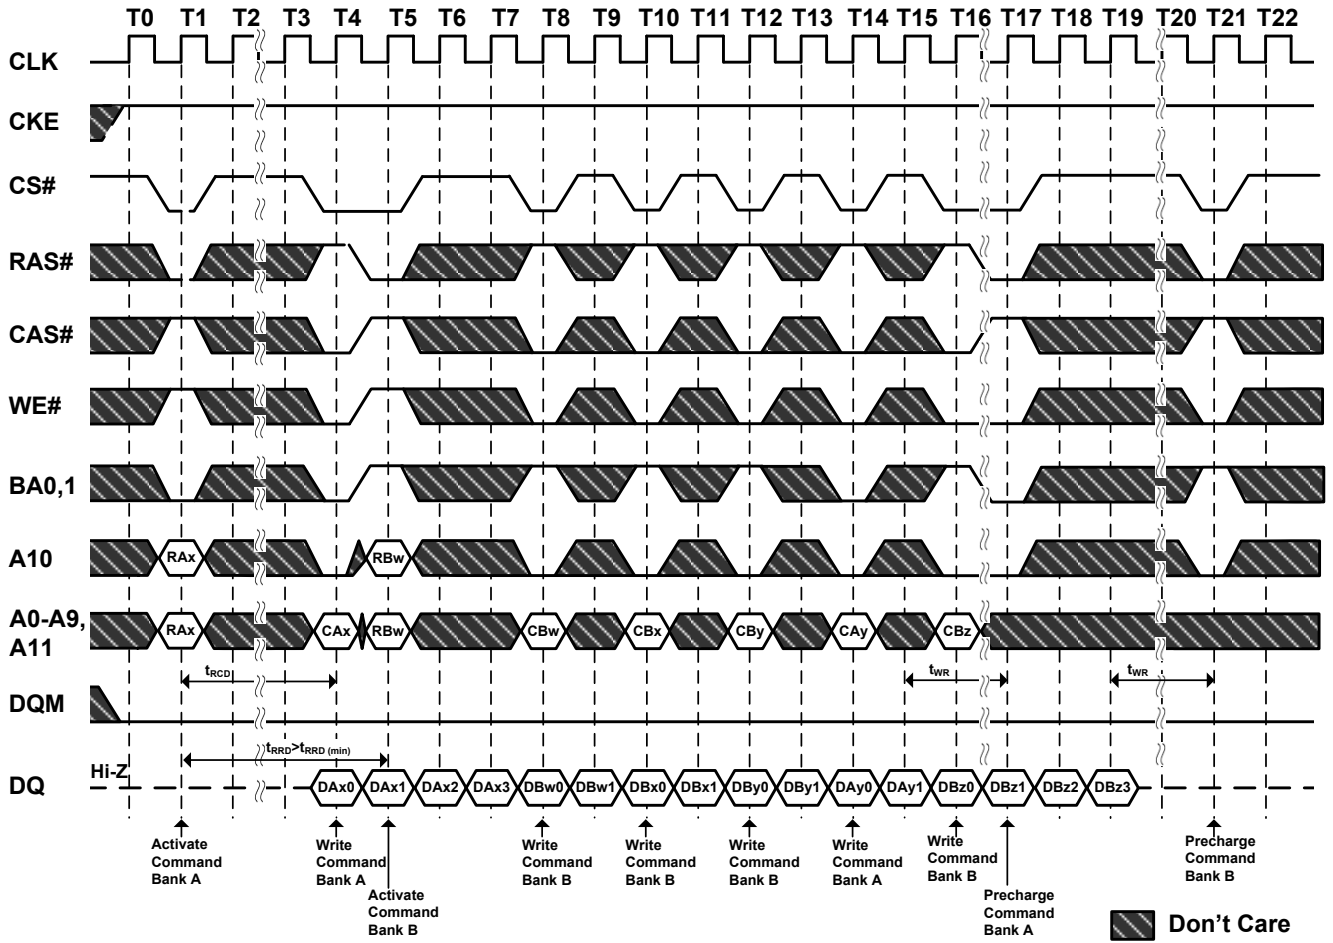 T0 T1 T2 T3 T4 T5 T6 T7 T8 T9 T10 T11 T12 T13 T14 T15 T16 T17 T18 T19 T20 T21 T22
CLK
CKE
CS#
RAS#
CAS#
WE#
BA0,1
A10 RAx RBw
A0-A9,
A11
RAx CAx RBw CBw CBx CBy CAy CBz
tRCD tWR tWR
DQM
tRRD>tRRD (min)
Hi-Z
DQ
DAx0 DAx1 DAx2 DAx3 DBw0 DBw1 DBx0 DBx1 DBy0 DBy1 DAy0 DAy1 DBz0 DBz1 DBz2 DBz3
Activate
Command
Bank A
Write
Command
Bank A
Activate
Command
Bank B
Write
Command
Bank B
Write
Command
Bank B
Write
Command
Bank B
Write
Command
Bank A
Write
Command
Bank B
Precharge
Command
Bank A
Precharge
Command
Bank B
Don't Care